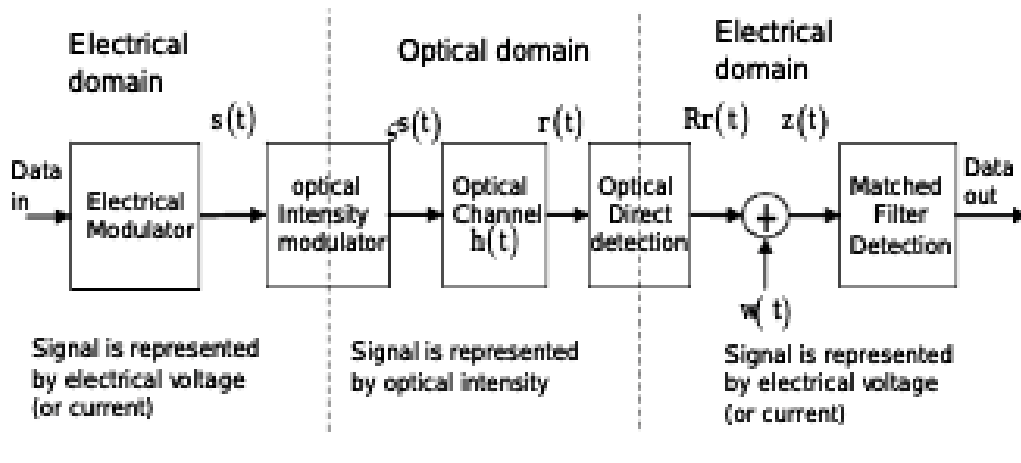 Electrical
domain
Optical domain
Electrical
domain
s(t)
ςs(t)
r(t)
Rr(t)
z(t)
Data
in
Electrical
Modulator
optical
Intensity
modulator
Optical
Channel
h(t)
Optical
Direct
detection
+
Matched
Filter
Detection
Data
out
w( t)
Signal is represented
by electrical voltage
(or current)
Signal is represented
by optical intensity
Signal is represented
by electrical voltage
(or current)